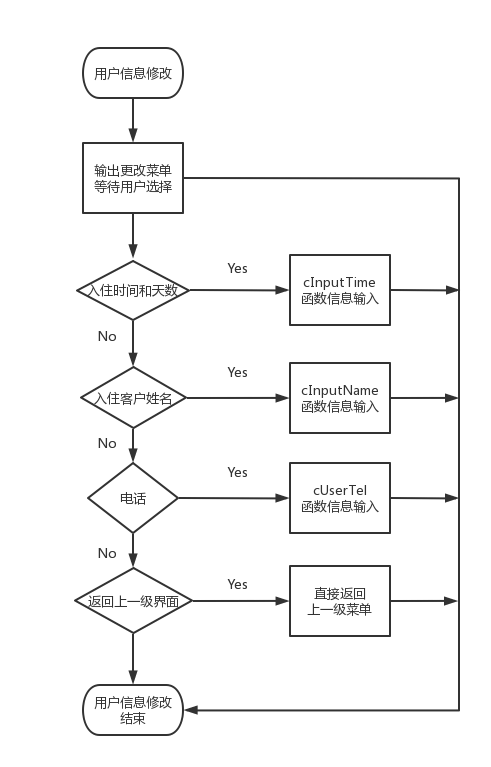 用户信息修改
输出更改菜单
等待用户选择
Yes
入住时间和天数
cInputTime
函数信息输入
No
Yes
入住客户姓名
cInputName
函数信息输入
No
Yes
电话
cUserTel
函数信息输入
No
Yes
返回上一级界面
直接返回
上一级菜单
用户信息修改
结束